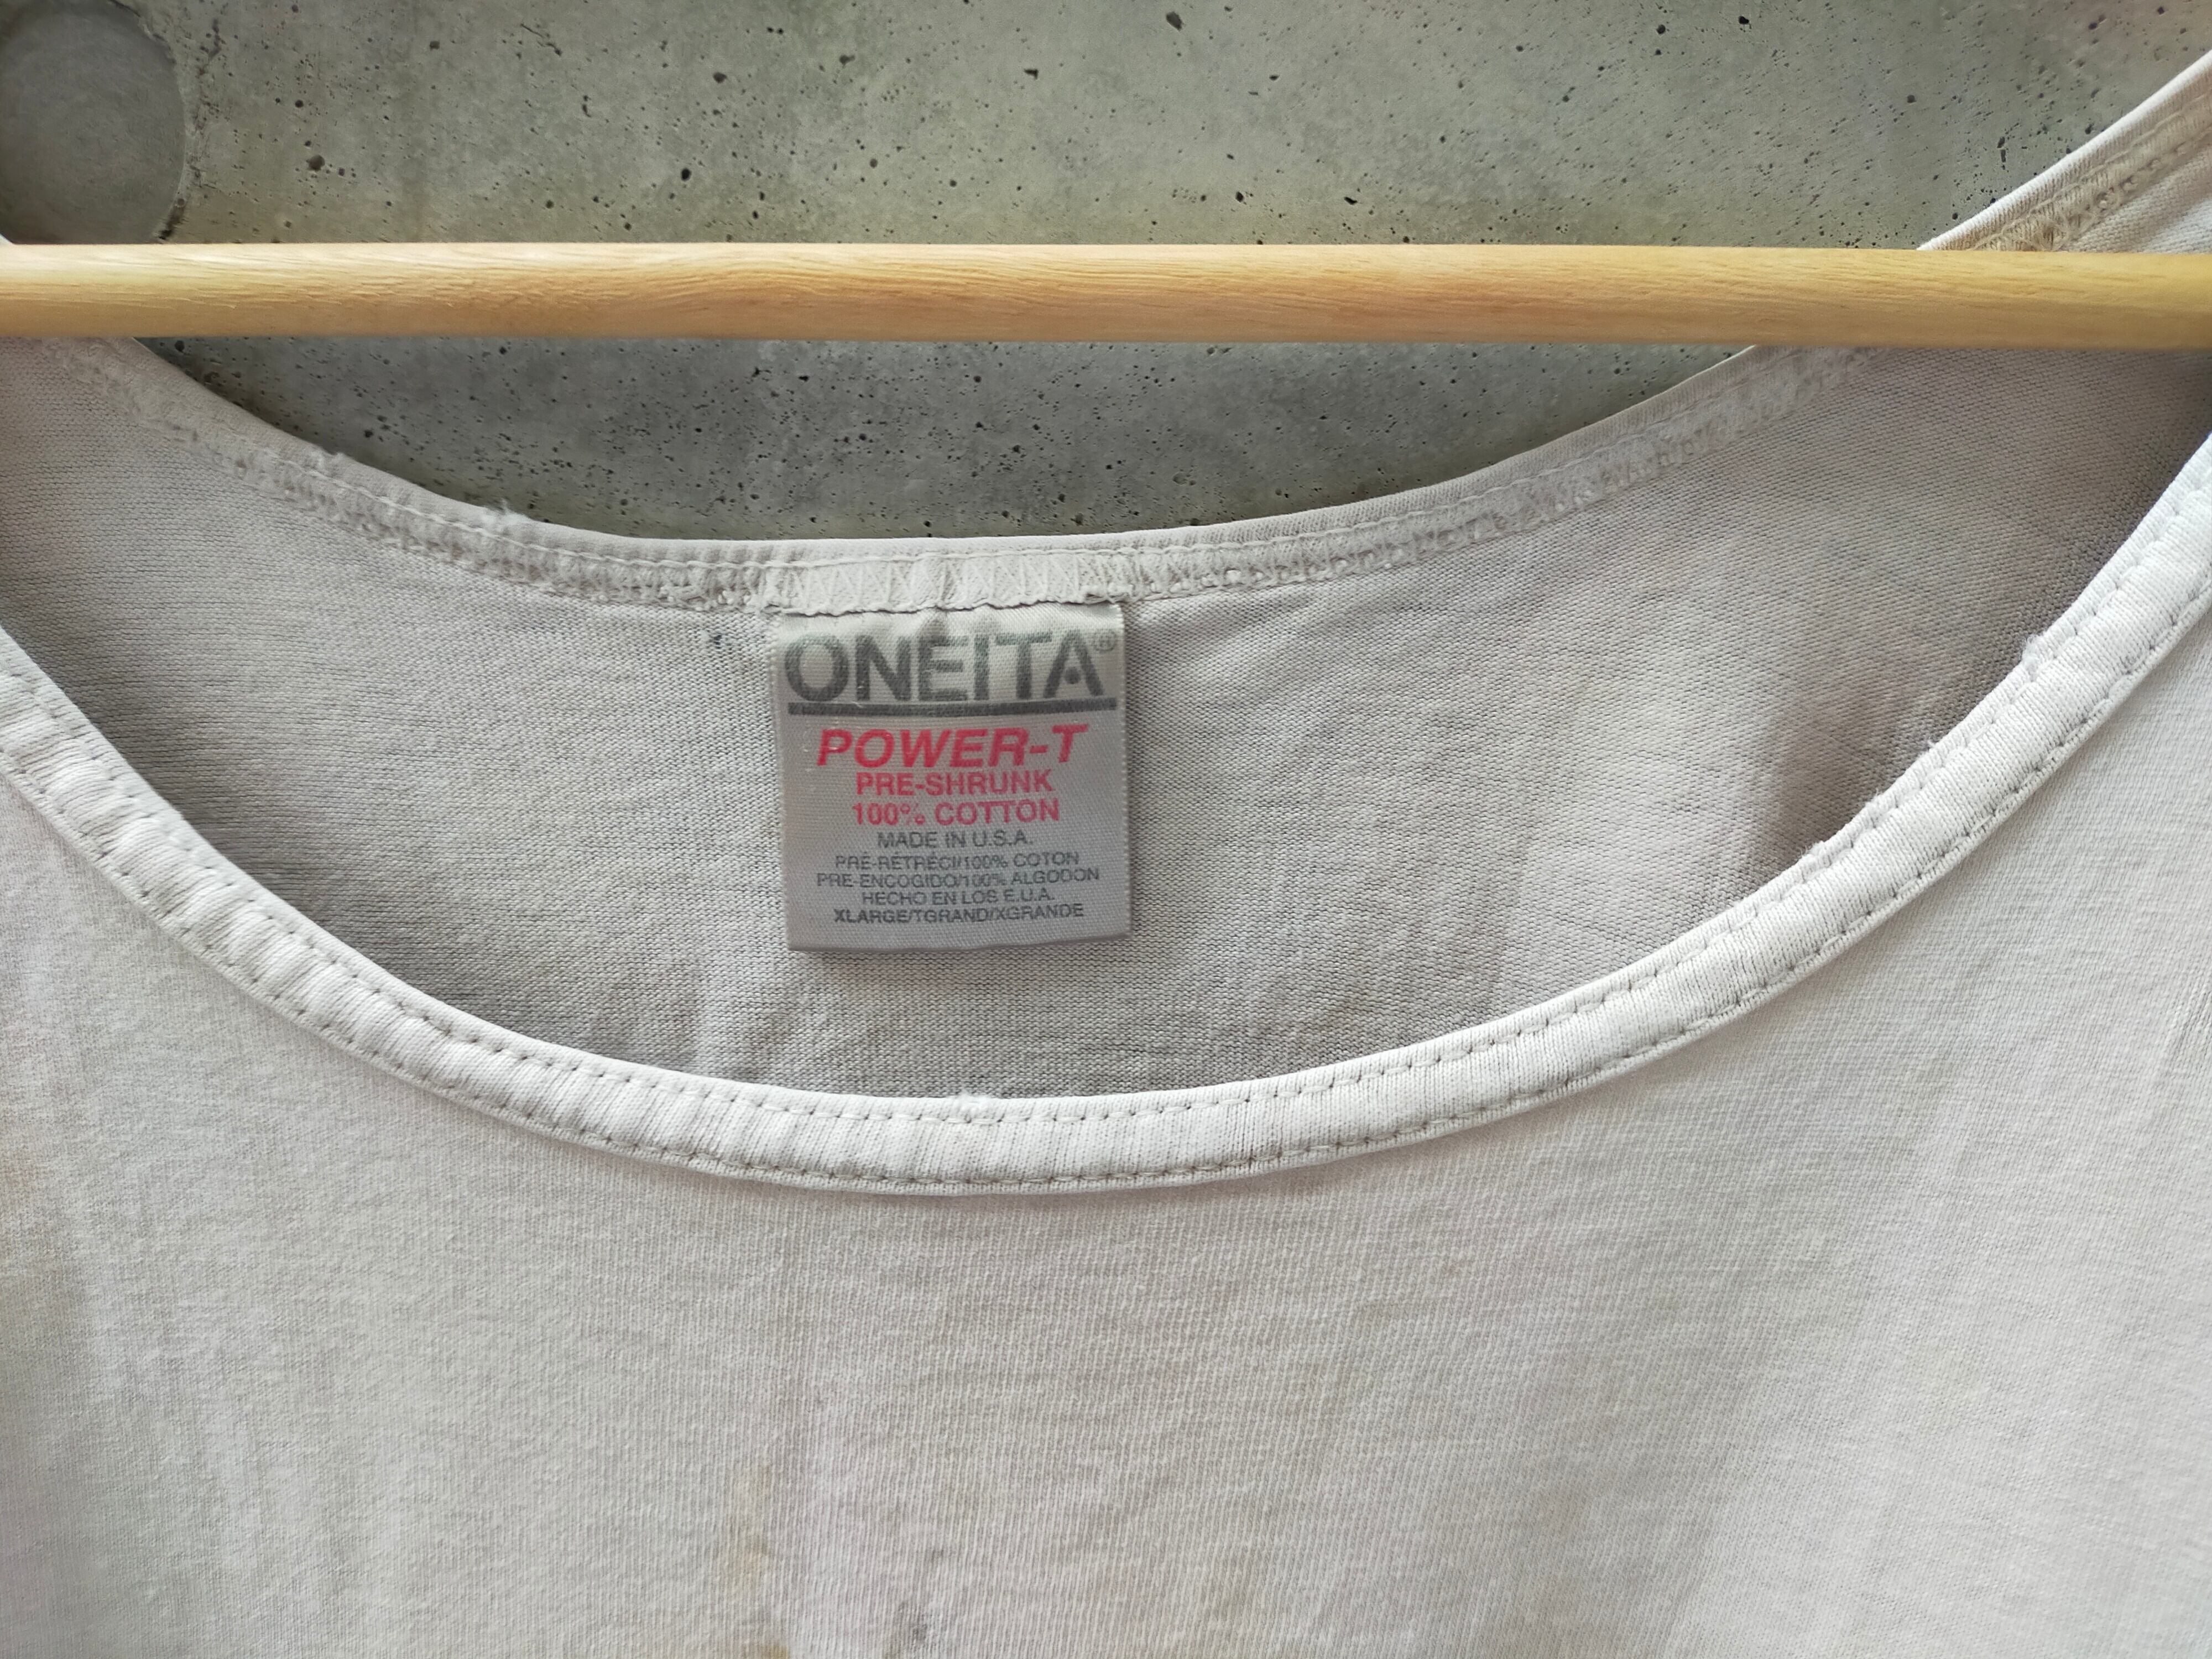 ONEITA®
POWER-T
PRE-SHRUNK
100% COTTON
MADE IN U.S.A.
PRÉ-RÉTRÉCI/100% COTON
PRE-ENCOGIDO/100% ALGODON
HECHO EN LOS E.U.A.
XLARGE/TGRAND/XGRANDE